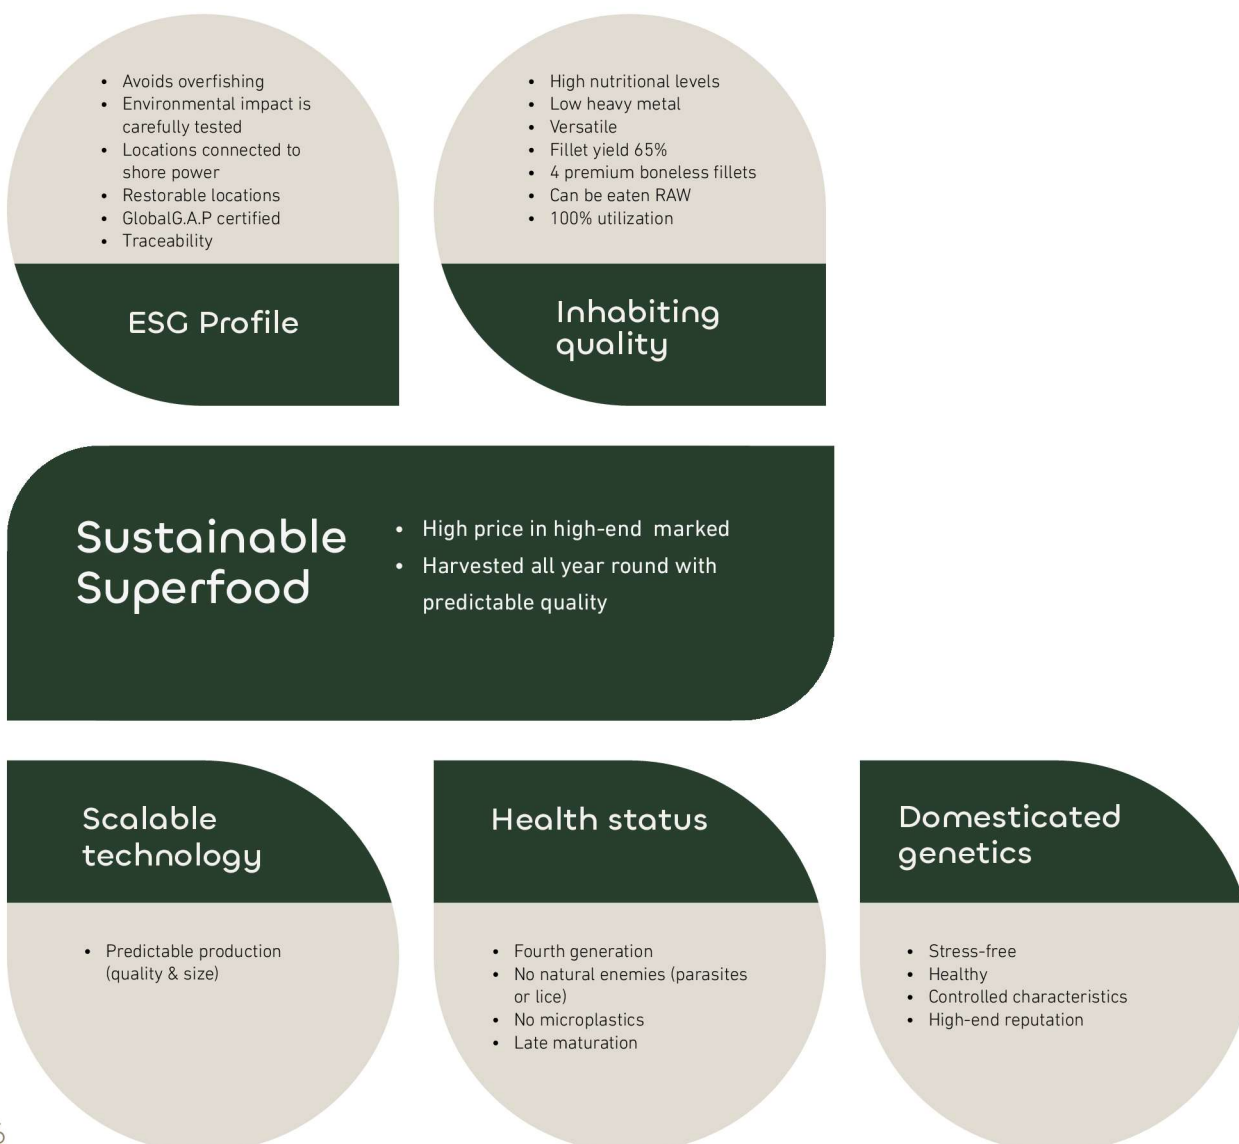 • Avoids overfishing
• Environmental impact is
carefully tested
• Locations connected to
shore power
• Restorable locations
• GlobalG.A.P certified
• Traceability
ESG Profile
• High nutritional levels
• Low heavy metal
• Versatile
• Fillet yield 65%
• 4 premium boneless fillets
• Can be eaten RAW
• 100% utilization
Inhabiting
quality
Sustainable
Superfood
• High price in high-end  marked
• Harvested all year round with
predictable quality
Scalable
technology
• Predictable production
(quality & size)
Health status
• Fourth generation
• No natural enemies (parasites
or lice)
• No microplastics
• Late maturation
Domesticated
genetics
• Stress-free
• Healthy
• Controlled characteristics
• High-end reputation